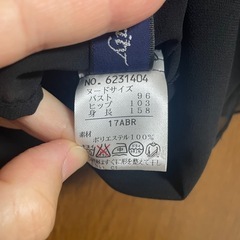 NO. 6231404
ヌードサイズ
バスト 96
ヒップ 103
身長 158
17ABR
素材
ポリエステル100%